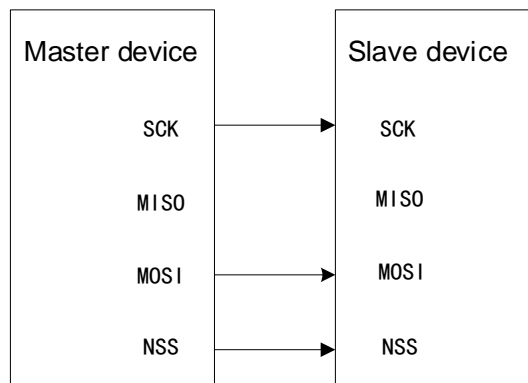 Master device
SCK
MISO
MOSI
NSS
Slave device
SCK
MISO
MOSI
NSS